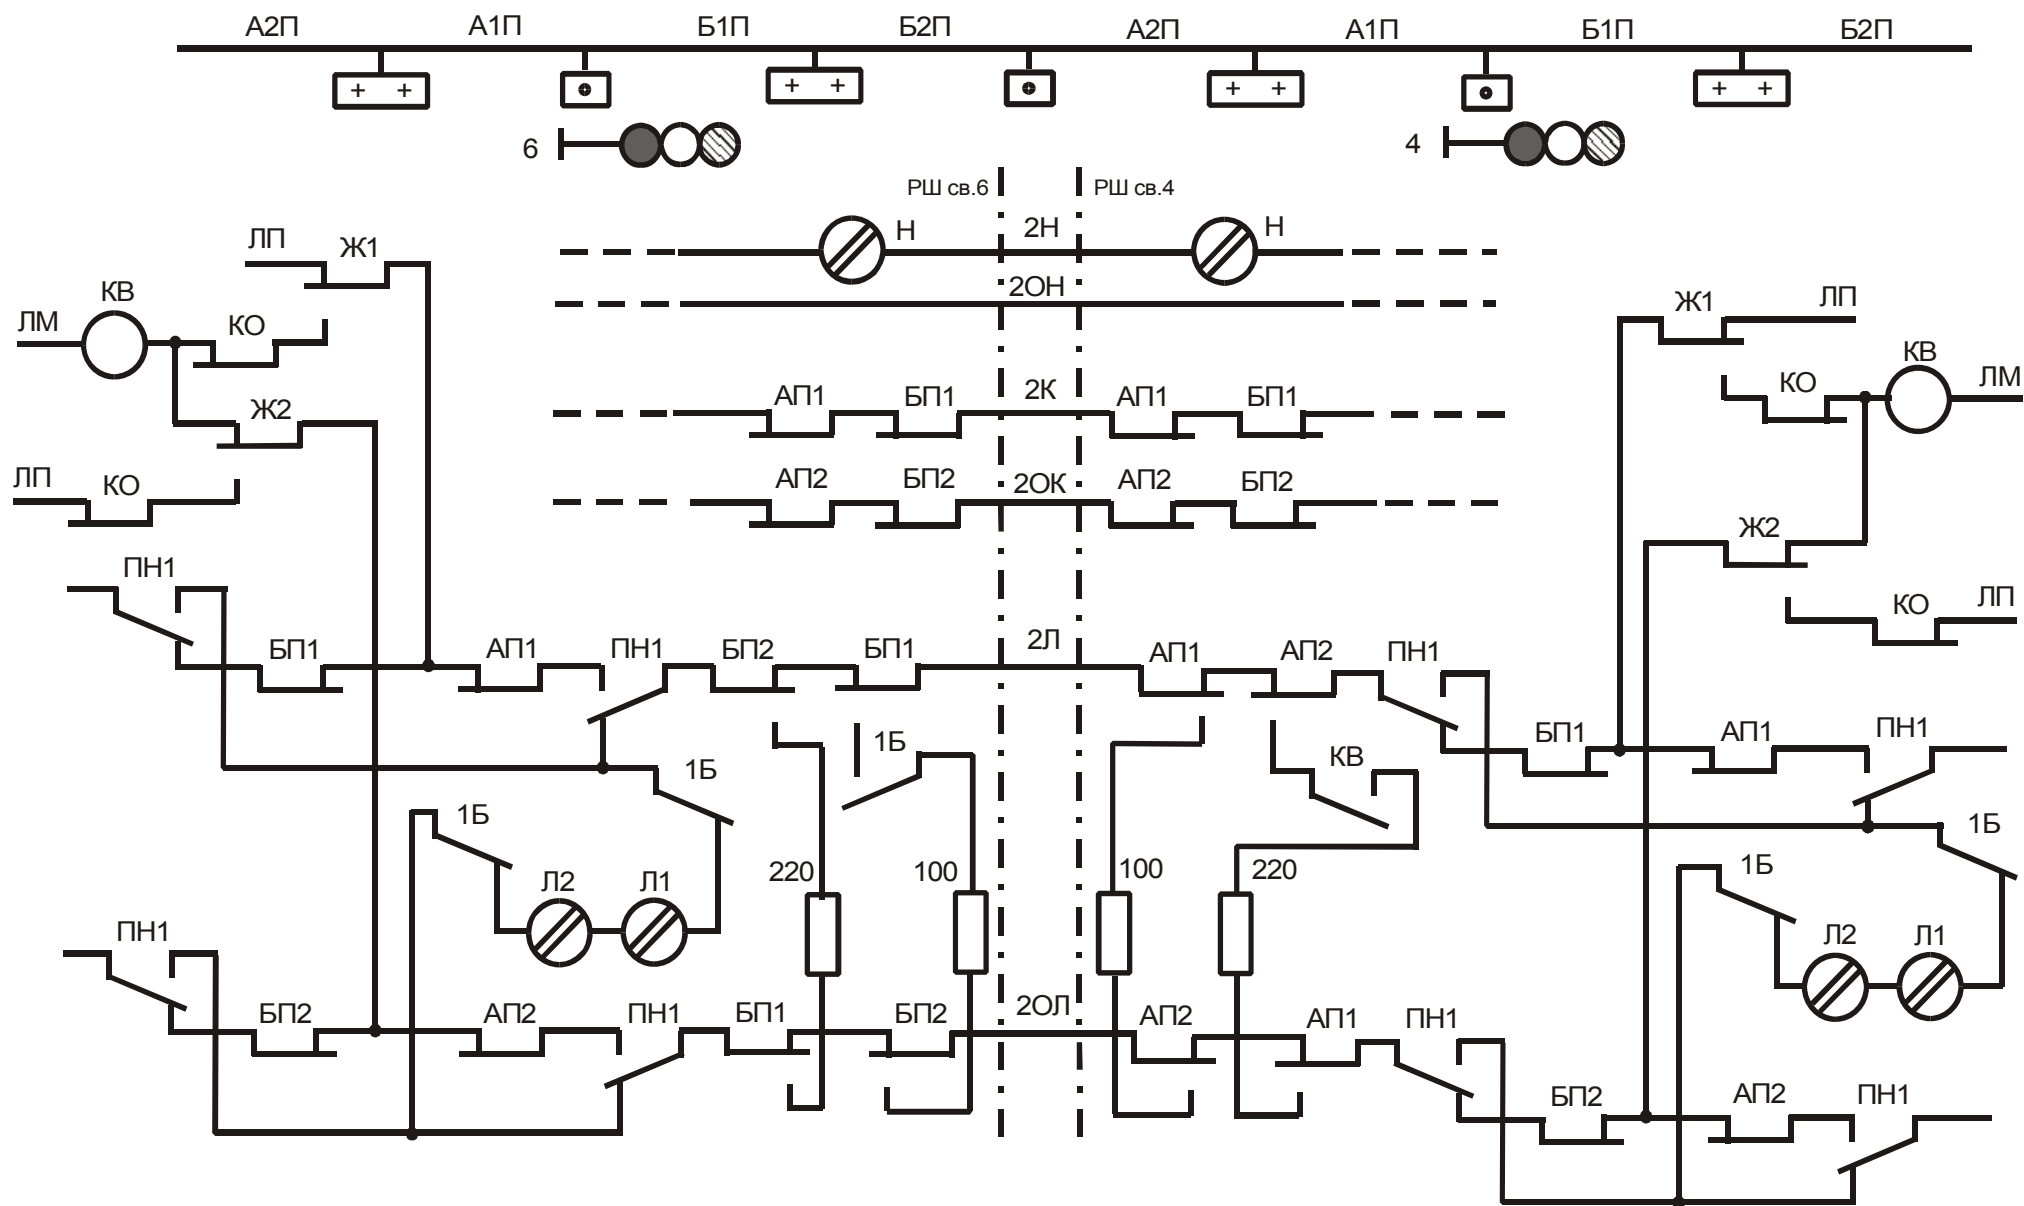 А2П А1П Б1П Б2П А2П А1П Б1П Б2П
+ + + + + + + +
6 4
РШ св.6 РШ св.4
ЛП Ж1 Н 2Н Н
КВ 2ОН Ж1 ЛП
ЛМ КО
КВ
Ж2 АП1 БП1 2К АП1 БП1 КО ЛМ
ЛП КО АП2 БП2 2ОК АП2 БП2
Ж2
ПН1
КО ЛП
БП1 АП1 ПН1 БП2 БП1 2Л АП1 АП2 ПН1
1Б 1Б КВ БП1 АП1 ПН1
1Б 1Б
220 100 100 220 1Б
Л2 Л1
ПН1 Л2 Л1
БП2 АП2 ПН1 БП1 БП2 2ОЛ АП2 АП1 ПН1
БП2 АП2 ПН1